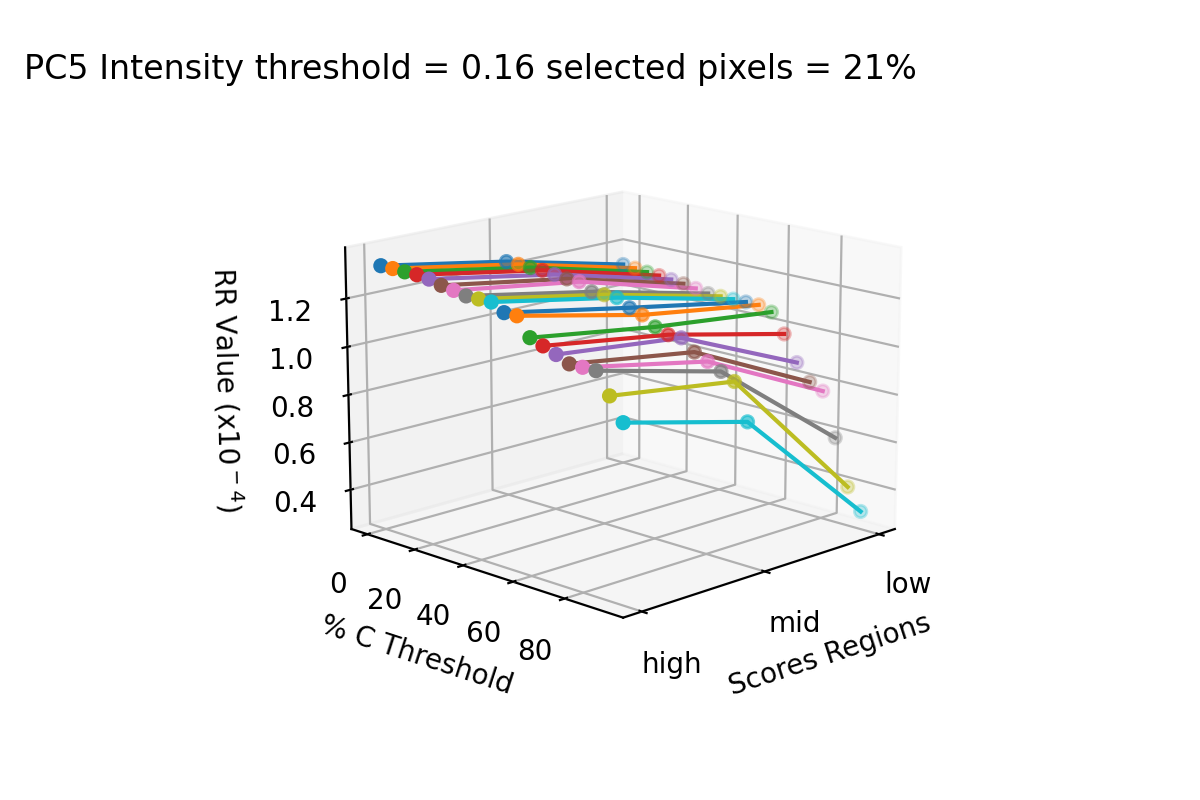 PC5 Intensity threshold = 0.16 selected pixels = 21%
RR Value (x10⁻⁴)
1.2
1.0
0.8
0.6
0.4
0
20
40
60
80
% C Threshold
high
mid
low
Scores Regions